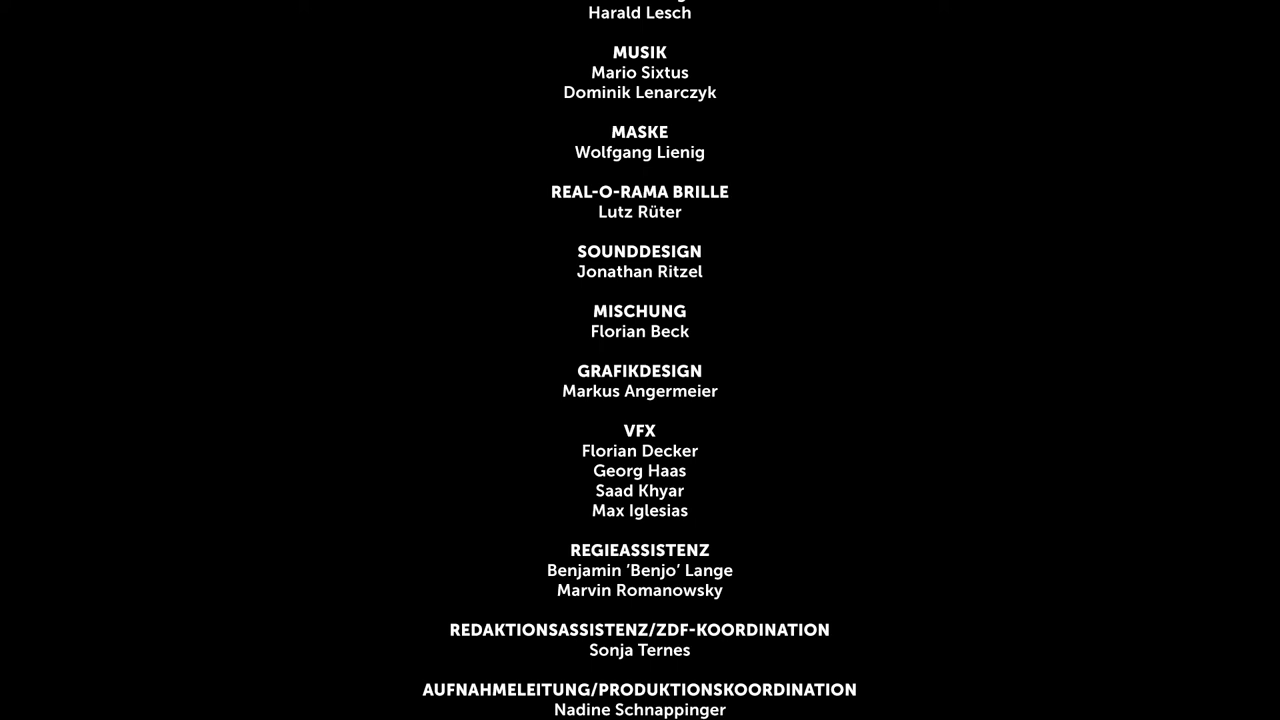 Harald Lesch
MUSIK
Mario Sixtus
Dominik Lenarczyk
MASKE
Wolfgang Lienig
REAL-O-RAMA BRILLE
Lutz Rüter
SOUNDDESIGN
Jonathan Ritzel
MISCHUNG
Florian Beck
GRAFIKDESIGN
Markus Angermeier
VFX
Florian Decker
Georg Haas
Saad Khyar
Max Iglesias
REGIEASSISTENZ
Benjamin ’Benjo’ Lange
Marvin Romanowsky
REDAKTIONSASSISTENZ/ZDF-KOORDINATION
Sonja Ternes
AUFNAHMELEITUNG/PRODUKTIONSKOORDINATION
Nadine Schnappinger